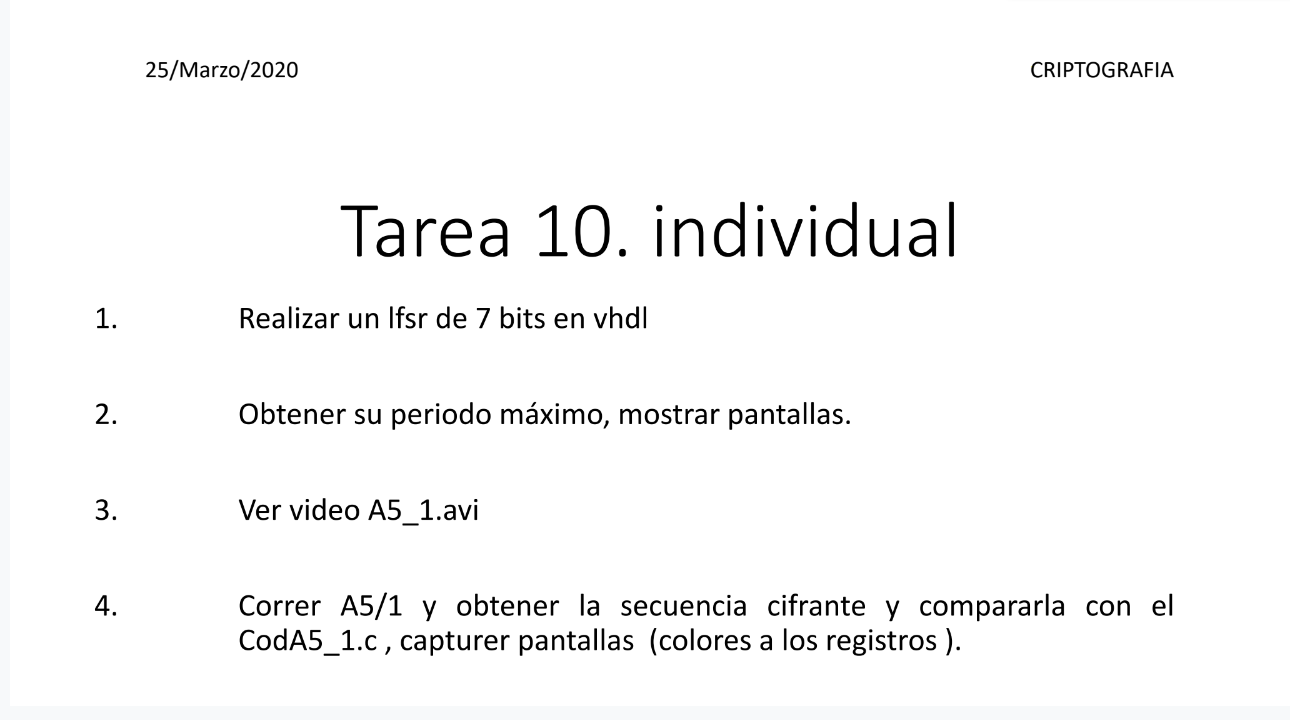 25/Marzo/2020 CRIPTOGRAFIA
Tarea 10. individual
1. Realizar un lfsr de 7 bits en vhdl
2. Obtener su periodo máximo, mostrar pantallas.
3. Ver video A5_1.avi
4. Correr A5/1 y obtener la secuencia cifrante y compararla con el
CodA5_1.c , capturer pantallas (colores a los registros ).